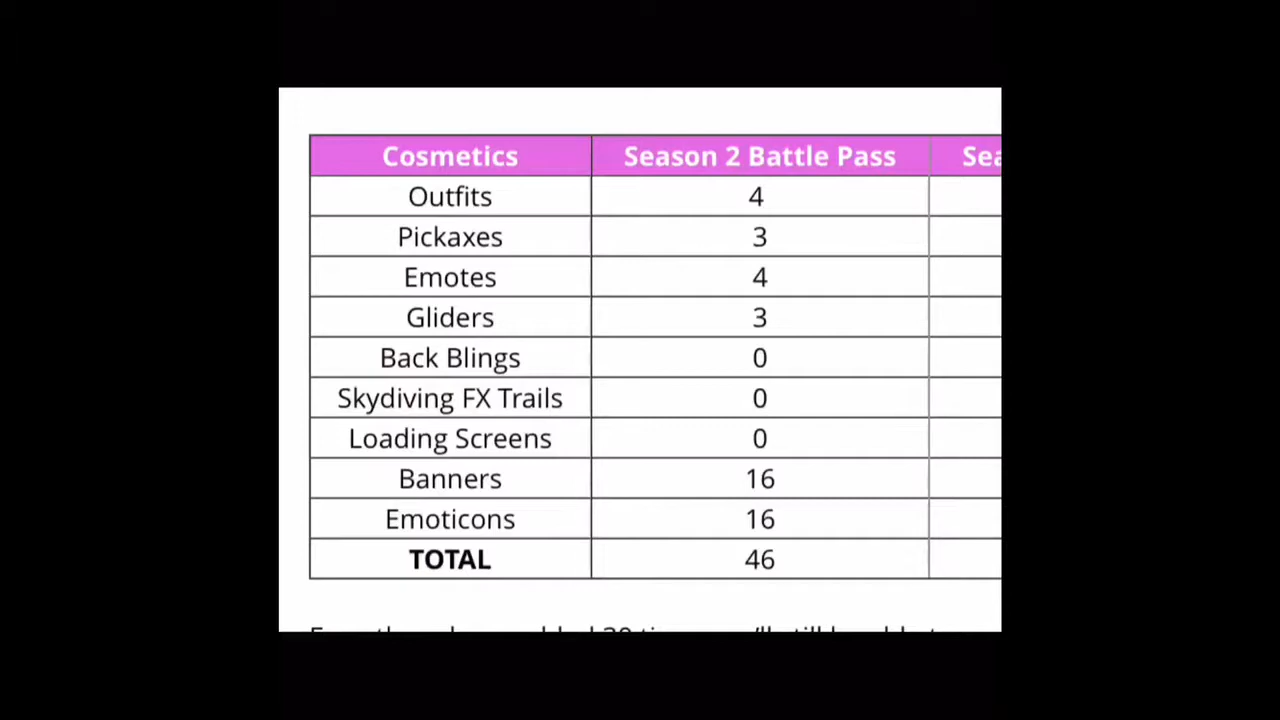 Cosmetics Season 2 Battle Pass
Outfits 4
Pickaxes 3
Emotes 4
Gliders 3
Back Blings 0
Skydiving FX Trails 0
Loading Screens 0
Banners 16
Emoticons 16
TOTAL 46